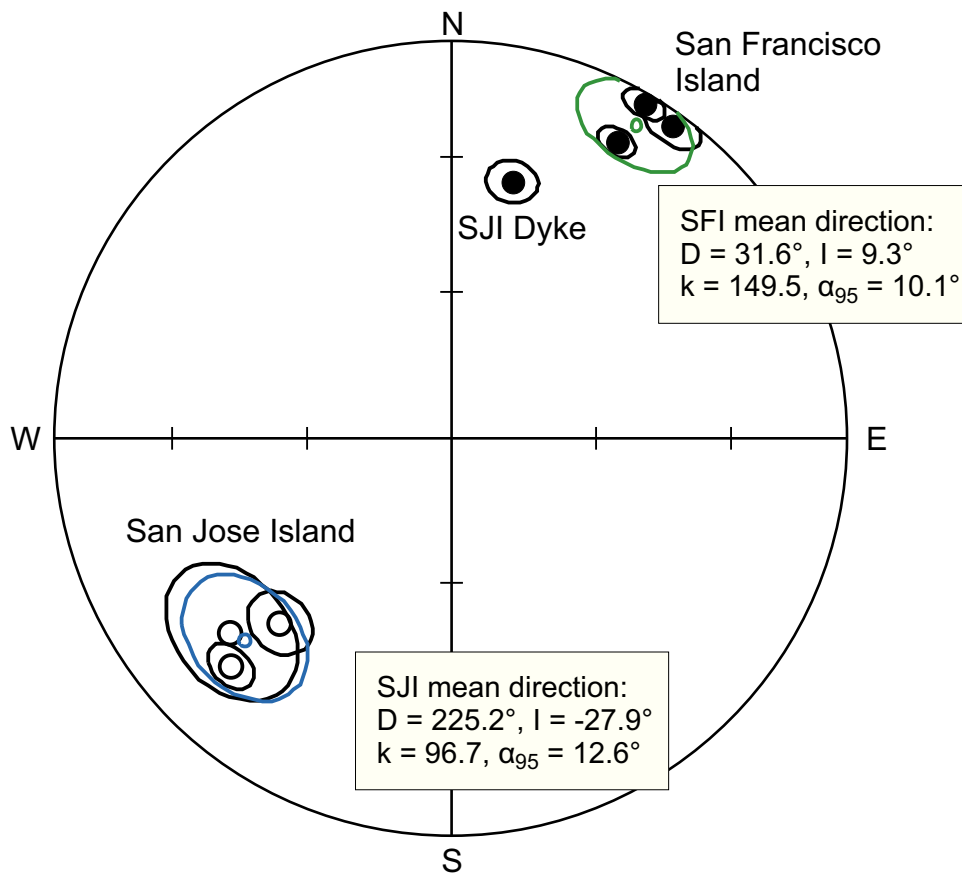 N
San Francisco
Island
SJI Dyke
SFI mean direction:
D = 31.6°, I = 9.3°
k = 149.5, α₉₅ = 10.1°
W
E
San Jose Island
SJI mean direction:
D = 225.2°, I = -27.9°
k = 96.7, α₉₅ = 12.6°
S